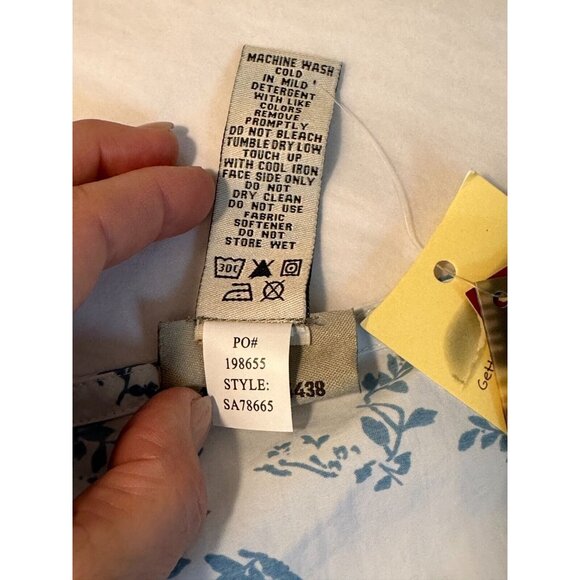 MACHINE WASH
COLD
IN MILD
DETERGENT
WITH LIKE
COLORS
REMOVE
PROMPTLY
DO NOT BLEACH
TUMBLE DRY LOW
TOUCH UP
WITH COOL IRON
FACE SIDE ONLY
DO NOT
DRY CLEAN
DO NOT USE
FABRIC
SOFTENER
DO NOT
STORE WET
30C
PO#
198655
STYLE:
SA78665
438